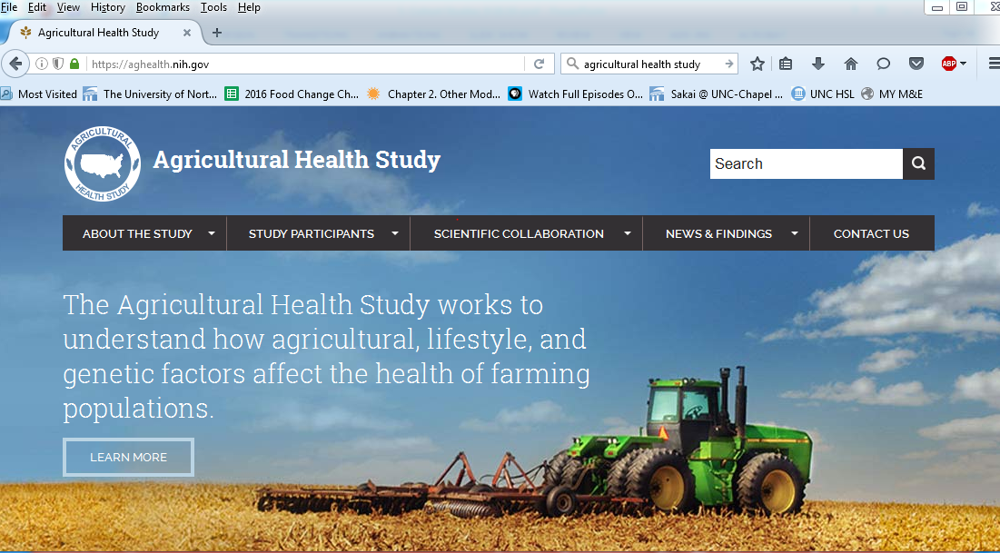 File Edit View History Bookmarks Tools Help
Agricultural Health Study
https://aghealth.nih.gov
agricultural health study
ABP
Most Visited The University of Nort... 2016 Food Change Ch... Chapter 2. Other Mod... Watch Full Episodes O... Sakai @ UNC-Chapel ... UNC HSL MY M&E
AGRICULTURAL
HEALTH STUDY
Agricultural Health Study
Search
ABOUT THE STUDY STUDY PARTICIPANTS SCIENTIFIC COLLABORATION NEWS & FINDINGS CONTACT US
The Agricultural Health Study works to
understand how agricultural, lifestyle, and
genetic factors affect the health of farming
populations.
LEARN MORE